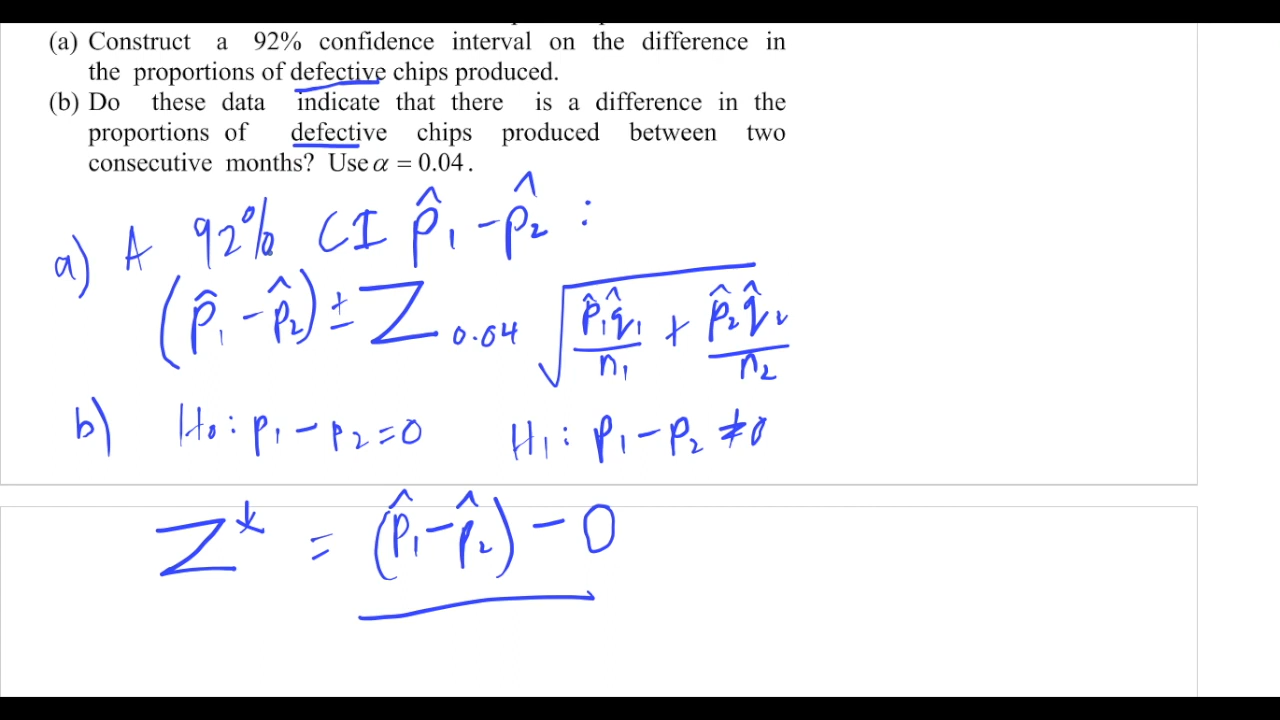 (a) Construct a 92% confidence interval on the difference in
the proportions of defective chips produced.
(b) Do these data indicate that there is a difference in the
proportions of defective chips produced between two
consecutive months? Use α = 0.04.
a) A 92% CI p̂₁ - p̂₂ :
(p̂₁ - p̂₂) ± Z₀.₀₄ √(p̂₁q̂₁/n₁ + p̂₂q̂₂/n₂)
b) H₀: p₁ - p₂ = 0 H₁: p₁ - p₂ ≠ 0
Z* = (p̂₁ - p̂₂) - 0